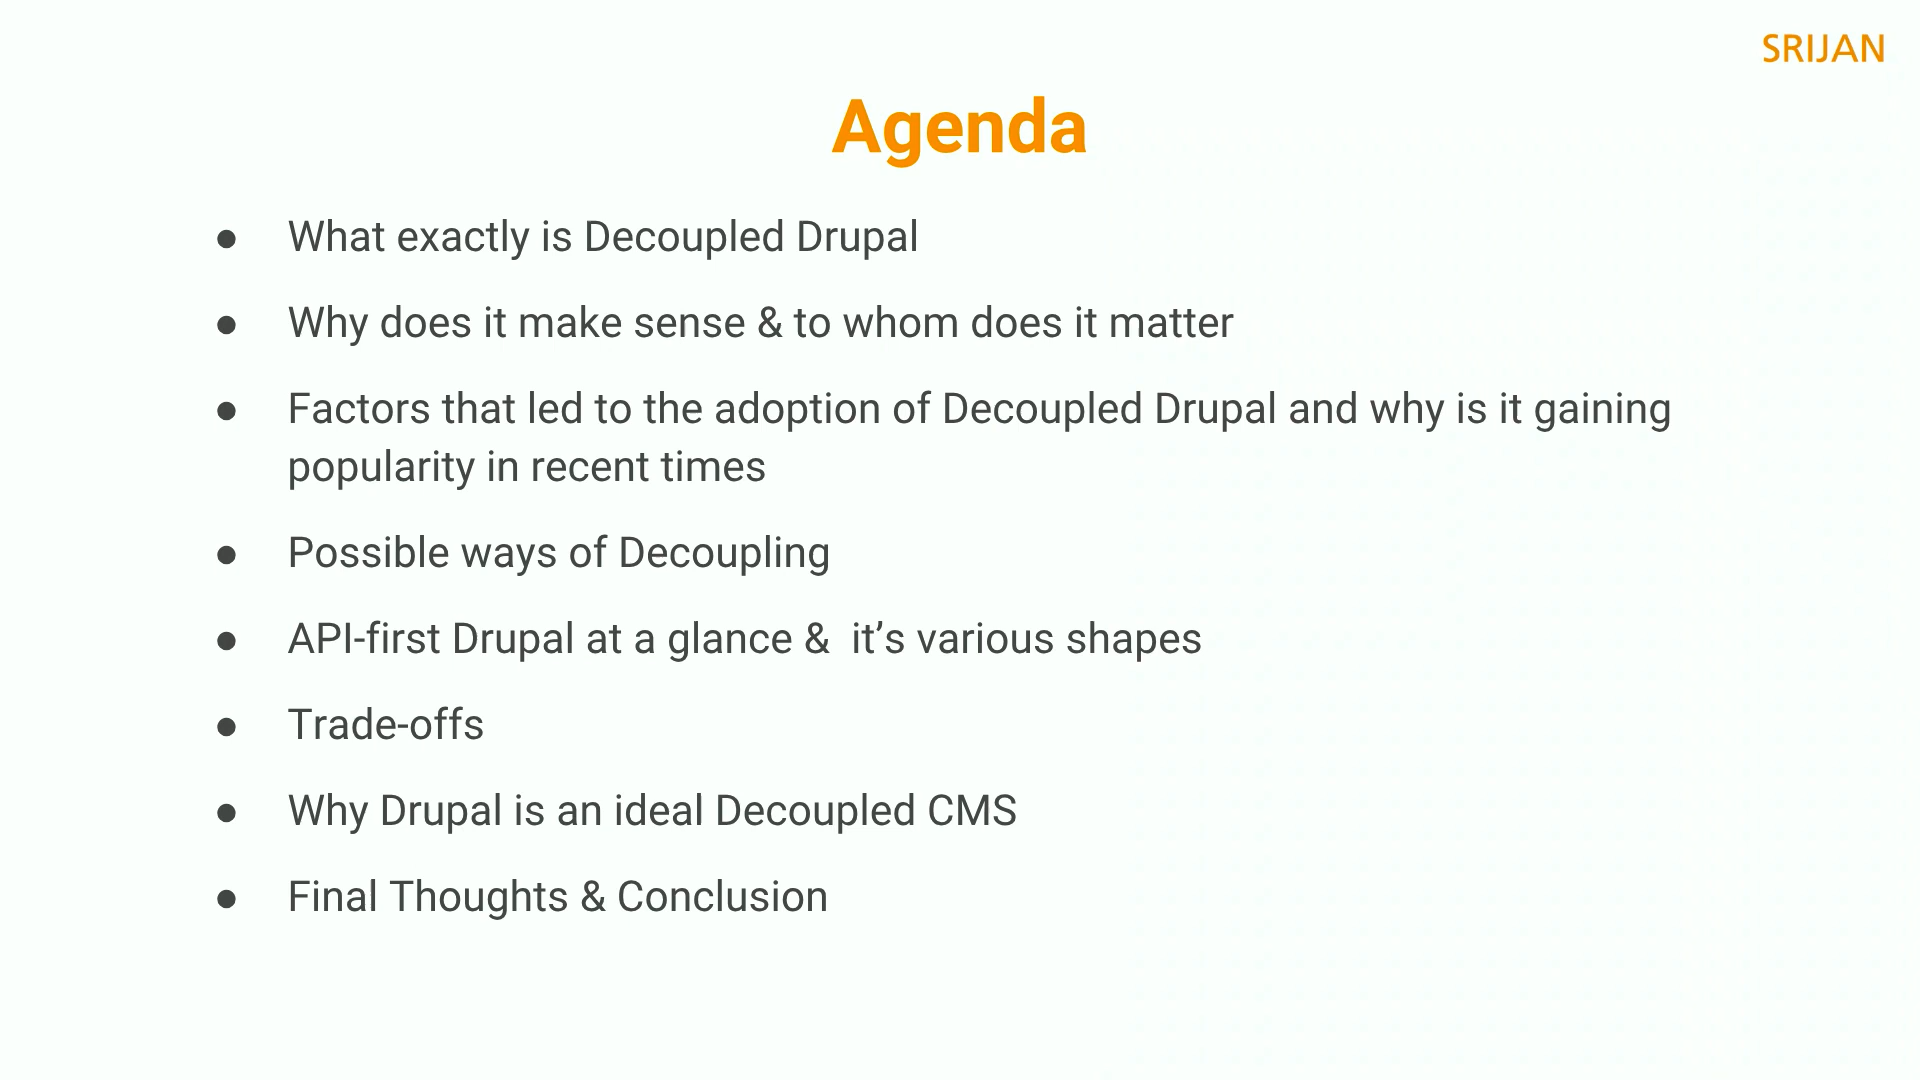 SRIJAN
Agenda
● What exactly is Decoupled Drupal
● Why does it make sense & to whom does it matter
● Factors that led to the adoption of Decoupled Drupal and why is it gaining
popularity in recent times
● Possible ways of Decoupling
● API-first Drupal at a glance &  it’s various shapes
● Trade-offs
● Why Drupal is an ideal Decoupled CMS
● Final Thoughts & Conclusion